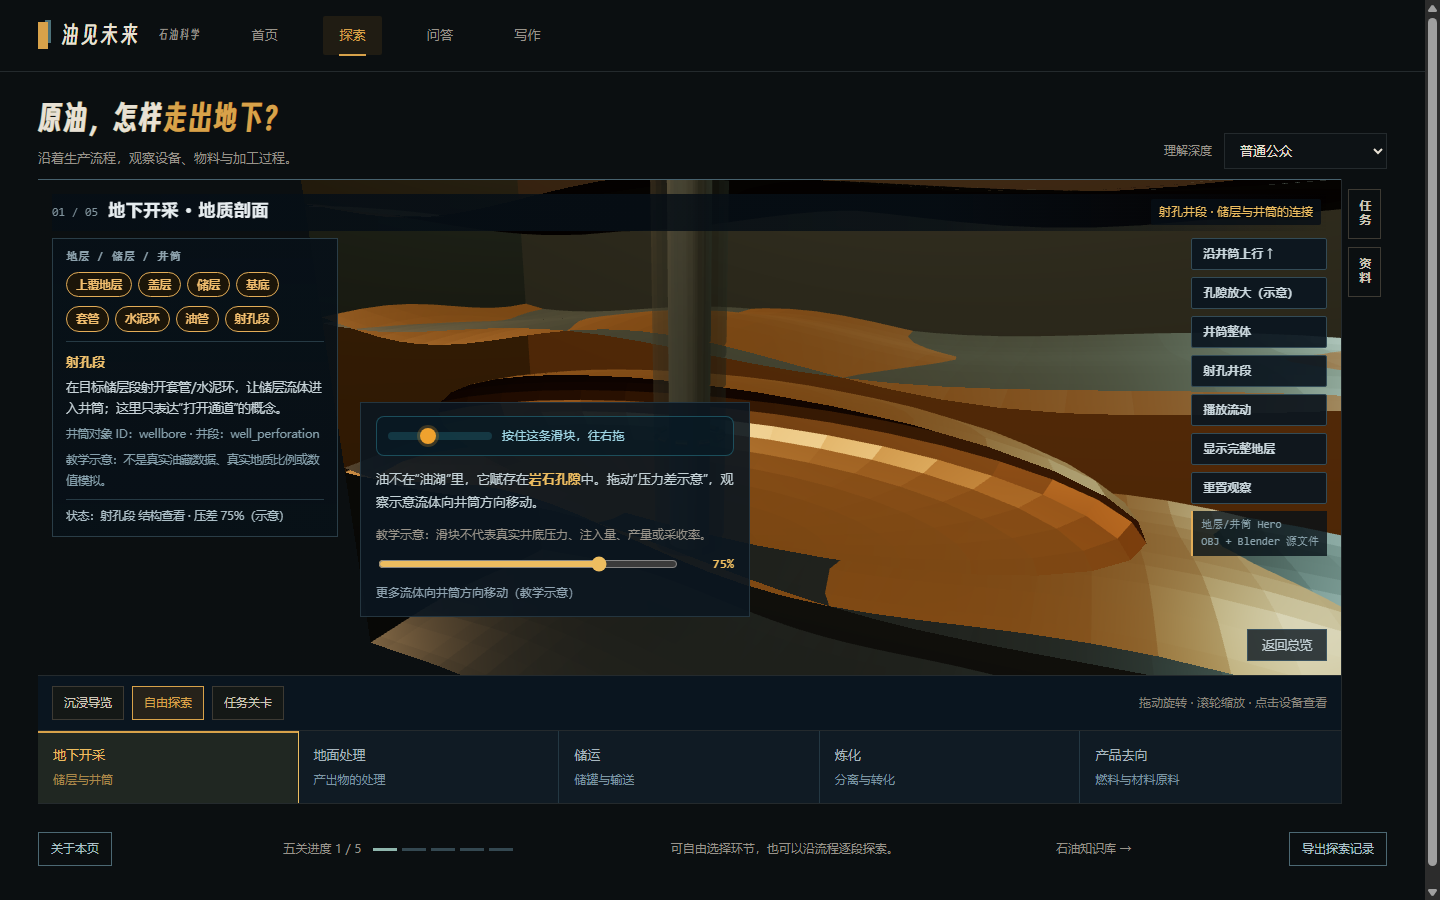 油见未来
石油科学
首页
探索
问答
写作
原油，怎样走出地下？
沿着生产流程，观察设备、物料与加工过程。
理解深度
普通公众
01 / 05 地下开采 · 地质剖面
射孔井段 · 储层与井筒的连接
任务
资料
地层 / 储层 / 井筒
上覆地层 盖层 储层 基底
套管 水泥环 油管 射孔段
射孔段
在目标储层段射开套管/水泥环，让储层流体进
入井筒；这里只表达“打开通道”的概念。
井筒对象 ID：wellbore · 井段：well_perforation
教学示意：不是真实油藏数据、真实地质比例或数
值模拟。
状态：射孔段 结构查看 · 压差 75%（示意）
按住这条滑块，往右拖
油不在“油湖”里，它赋存在岩石孔隙中。拖动“压力差示意”，观
察示意流体向井筒方向移动。
教学示意：滑块不代表真实井底压力、注入量、产量或采收率。
75%
更多流体向井筒方向移动（教学示意）
沿井筒上行 ↑
孔隙放大（示意）
井筒整体
射孔井段
播放流动
显示完整地层
重置观察
地层/井筒 Hero
OBJ + Blender 源文件
返回总览
沉浸导览
自由探索
任务关卡
拖动旋转 · 滚轮缩放 · 点击设备查看
地下开采
储层与井筒
地面处理
产出物的处理
储运
储罐与输送
炼化
分离与转化
产品去向
燃料与材料原料
关于本页
五关进度 1 / 5
可自由选择环节，也可以沿流程逐段探索。
石油知识库 →
导出探索记录